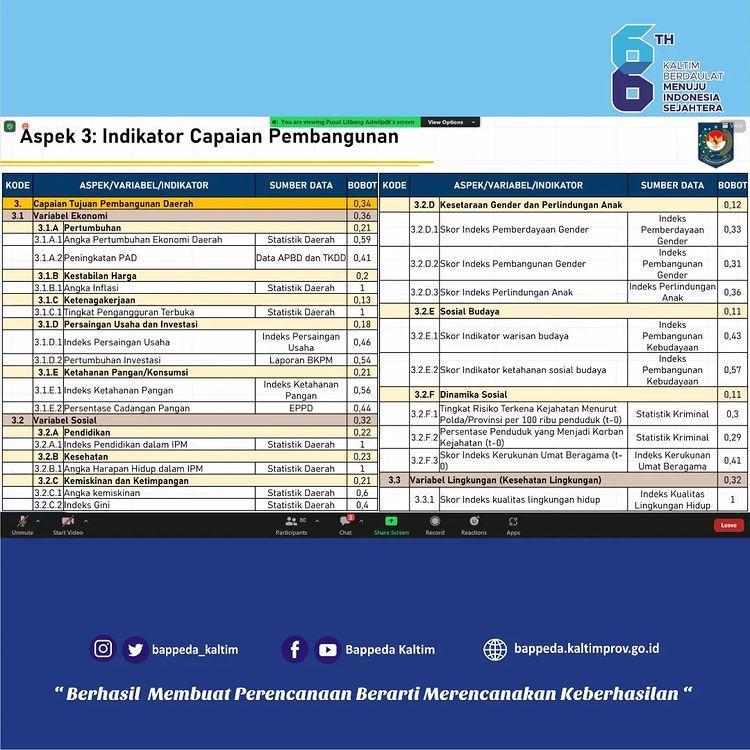 6TH
KALTIM
BERDAULAT
MENUJU
INDONESIA
SEJAHTERA
You are viewing Pusat Litbang Adwilpdk's screen View Options
View
Aspek 3: Indikator Capaian Pembangunan
KODE ASPEK/VARIABEL/INDIKATOR SUMBER DATA BOBOT
3. Capaian Tujuan Pembangunan Daerah 0,34
3.1 Variabel Ekonomi 0,36
3.1.A Pertumbuhan 0,21
3.1.A.1 Angka Pertumbuhan Ekonomi Daerah Statistik Daerah 0,59
3.1.A.2 Peningkatan PAD Data APBD dan TKDD 0,41
3.1.B Kestabilan Harga 0,2
3.1.B.1 Angka Inflasi Statistik Daerah 1
3.1.C Ketenagakerjaan 0,13
3.1.C.1 Tingkat Pengangguran Terbuka Statistik Daerah 1
3.1.D Persaingan Usaha dan Investasi 0,18
3.1.D.1 Indeks Persaingan Usaha Indeks Persaingan Usaha 0,46
3.1.D.2 Pertumbuhan Investasi Laporan BKPM 0,54
3.1.E Ketahanan Pangan/Konsumsi 0,21
3.1.E.1 Indeks Ketahanan Pangan Indeks Ketahanan Pangan 0,56
3.1.E.2 Persentase Cadangan Pangan EPPD 0,44
3.2 Variabel Sosial 0,32
3.2.A Pendidikan 0,22
3.2.A.1 Indeks Pendidikan dalam IPM Statistik Daerah 1
3.2.B Kesehatan 0,23
3.2.B.1 Angka Harapan Hidup dalam IPM Statistik Daerah 1
3.2.C Kemiskinan dan Ketimpangan 0,21
3.2.C.1 Angka kemiskinan Statistik Daerah 0,6
3.2.C.2 Indeks Gini Statistik Daerah 0,4
KODE ASPEK/VARIABEL/INDIKATOR SUMBER DATA BOBOT
3.2.D Kesetaraan Gender dan Perlindungan Anak 0,12
3.2.D.1 Skor Indeks Pemberdayaan Gender Indeks Pemberdayaan Gender 0,33
3.2.D.2 Skor Indeks Pembangunan Gender Indeks Pembangunan Gender 0,31
3.2.D.3 Skor Indeks Perlindungan Anak Indeks Perlindungan Anak 0,36
3.2.E Sosial Budaya 0,11
3.2.E.1 Skor Indikator warisan budaya Indeks Pembangunan Kebudayaan 0,43
3.2.E.2 Skor Indikator ketahanan sosial budaya Indeks Pembangunan Kebudayaan 0,57
3.2.F Dinamika Sosial 0,11
3.2.F.1 Tingkat Risiko Terkena Kejahatan Menurut Polda/Provinsi per 100 ribu penduduk (t-0) Statistik Kriminal 0,3
3.2.F.2 Persentase Penduduk yang Menjadi Korban Kejahatan (t-0) Statistik Kriminal 0,29
3.2.F.3 Skor Indeks Kerukunan Umat Beragama (t-0) Indeks Kerukunan Umat Beragama 0,41
3.3 Variabel Lingkungan (Kesehatan Lingkungan) 0,32
3.3.1 Skor Indeks kualitas lingkungan hidup Indeks Kualitas Lingkungan Hidup 1
Unmute Start Video Participants 80 Chat 2 Share Screen Record Reactions Apps Leave
bappeda_kaltim Bappeda Kaltim bappeda.kaltimprov.go.id
“ Berhasil Membuat Perencanaan Berarti Merencanakan Keberhasilan “